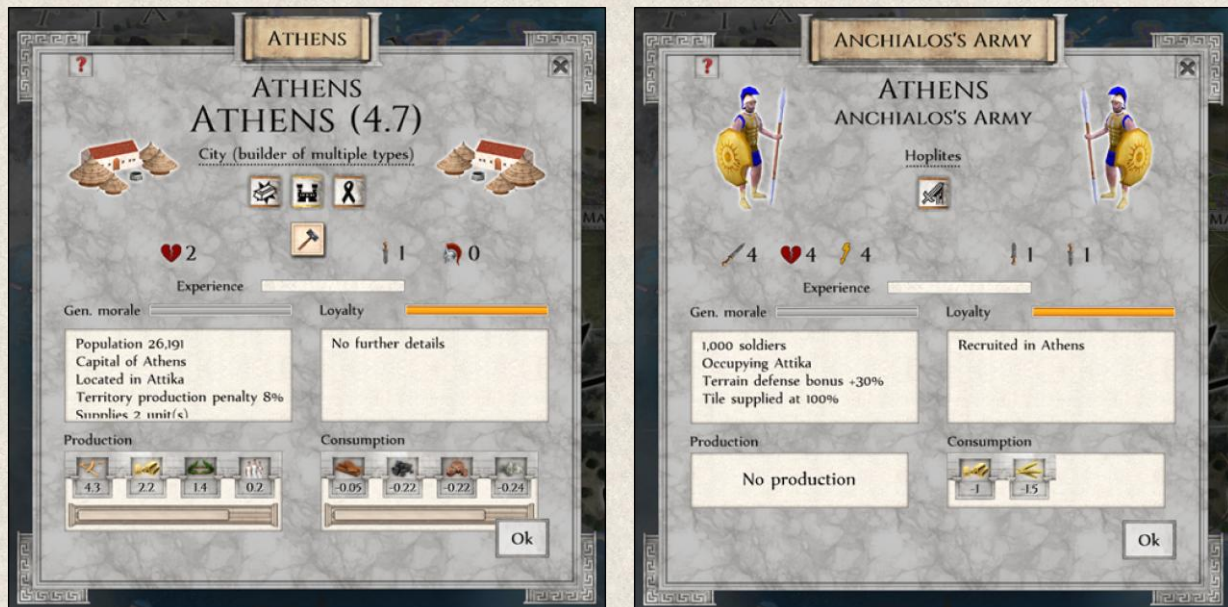 ATHENS
?
ATHENS
ATHENS (4.7)
City (builder of multiple types)
2
1
0
Experience
Gen. morale
Loyalty
Population 26,191
Capital of Athens
Located in Attika
Territory production penalty 8%
Supplies 2 unit(s)
No further details
Production
Consumption
4.3 2.2 1.4 0.2
-0.05 -0.22 -0.22 -0.24
Ok
ANCHIALOS'S ARMY
?
ATHENS
ANCHIALOS'S ARMY
Hoplites
4 4 4 1 1
Experience
Gen. morale
Loyalty
1,000 soldiers
Occupying Attika
Terrain defense bonus +30%
Tile supplied at 100%
Recruited in Athens
Production
Consumption
No production
-1 -1.5
Ok